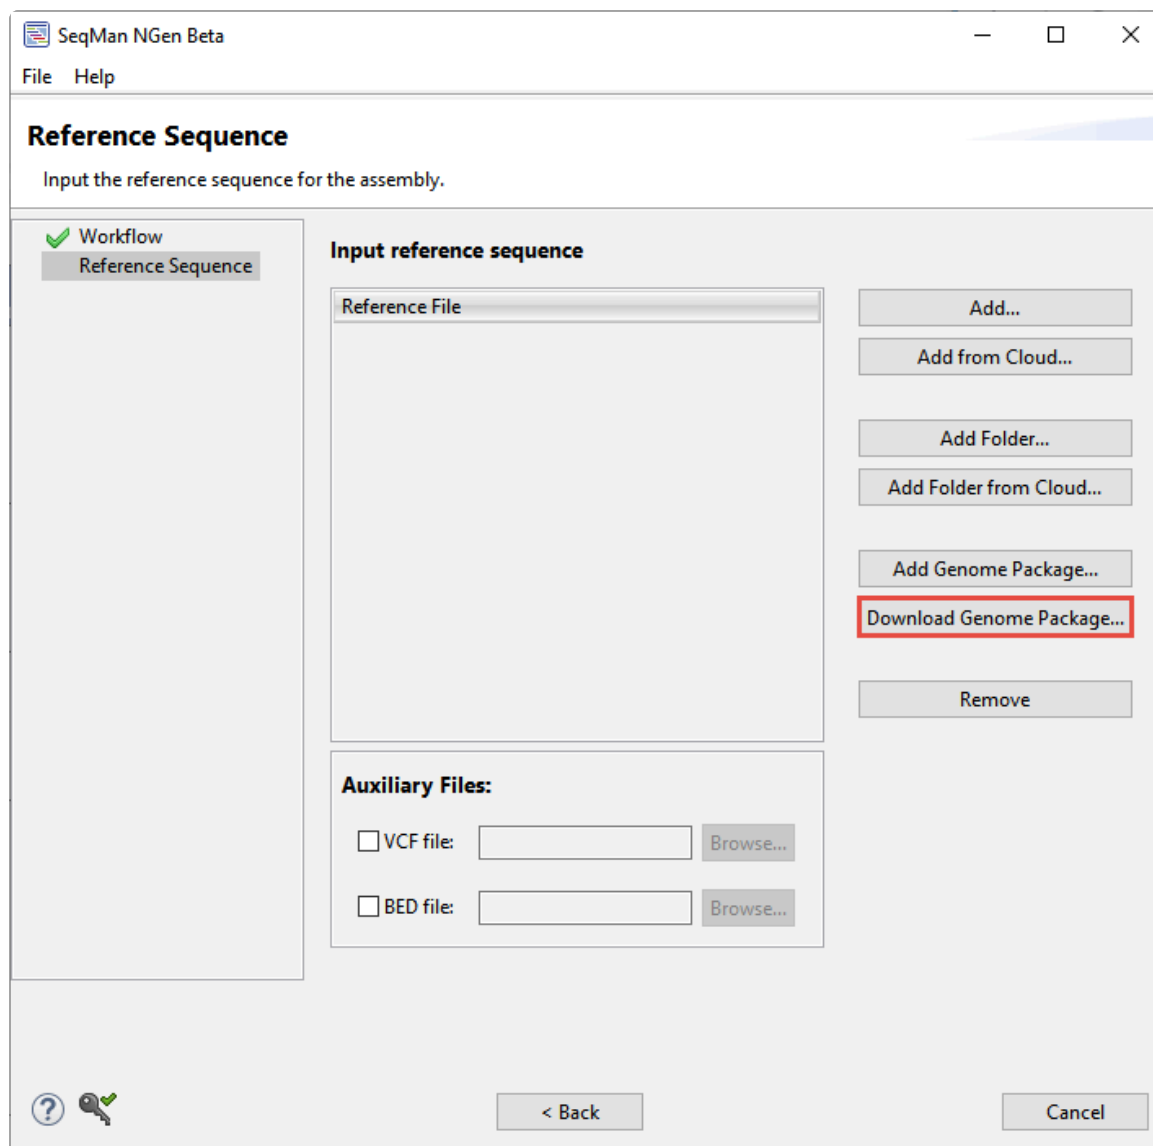 SeqMan NGen Beta
File Help
Reference Sequence
Input the reference sequence for the assembly.
Workflow
Reference Sequence
Input reference sequence
Reference File
Add...
Add from Cloud...
Add Folder...
Add Folder from Cloud...
Add Genome Package...
Download Genome Package...
Remove
Auxiliary Files:
VCF file:
Browse...
BED file:
Browse...
?
< Back
Cancel